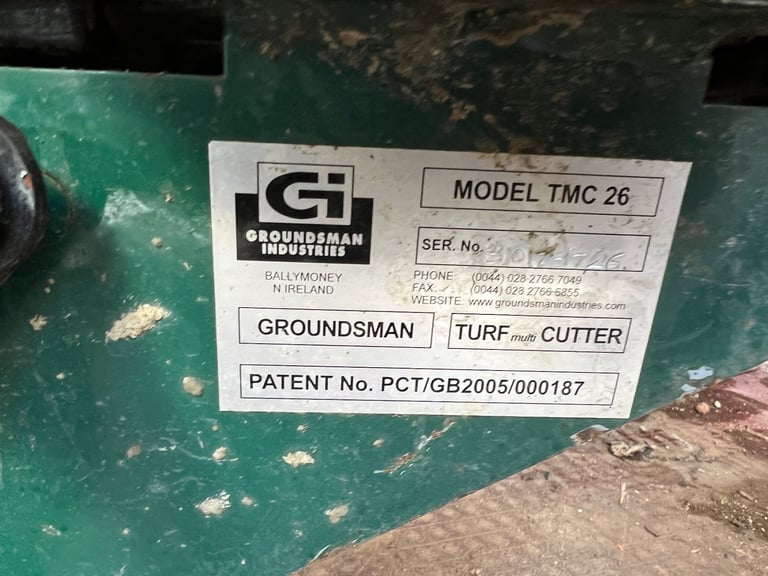 Gi
GROUNDSMAN
INDUSTRIES
BALLYMONEY
N.IRELAND
MODEL TMC 26
SER. No.
PHONE (0044) 028 2766 7049
FAX. (0044) 028 2766 5855
WEBSITE: www.groundsmanindustries.com
GROUNDSMAN
TURF multi CUTTER
PATENT No. PCT/GB2005/000187